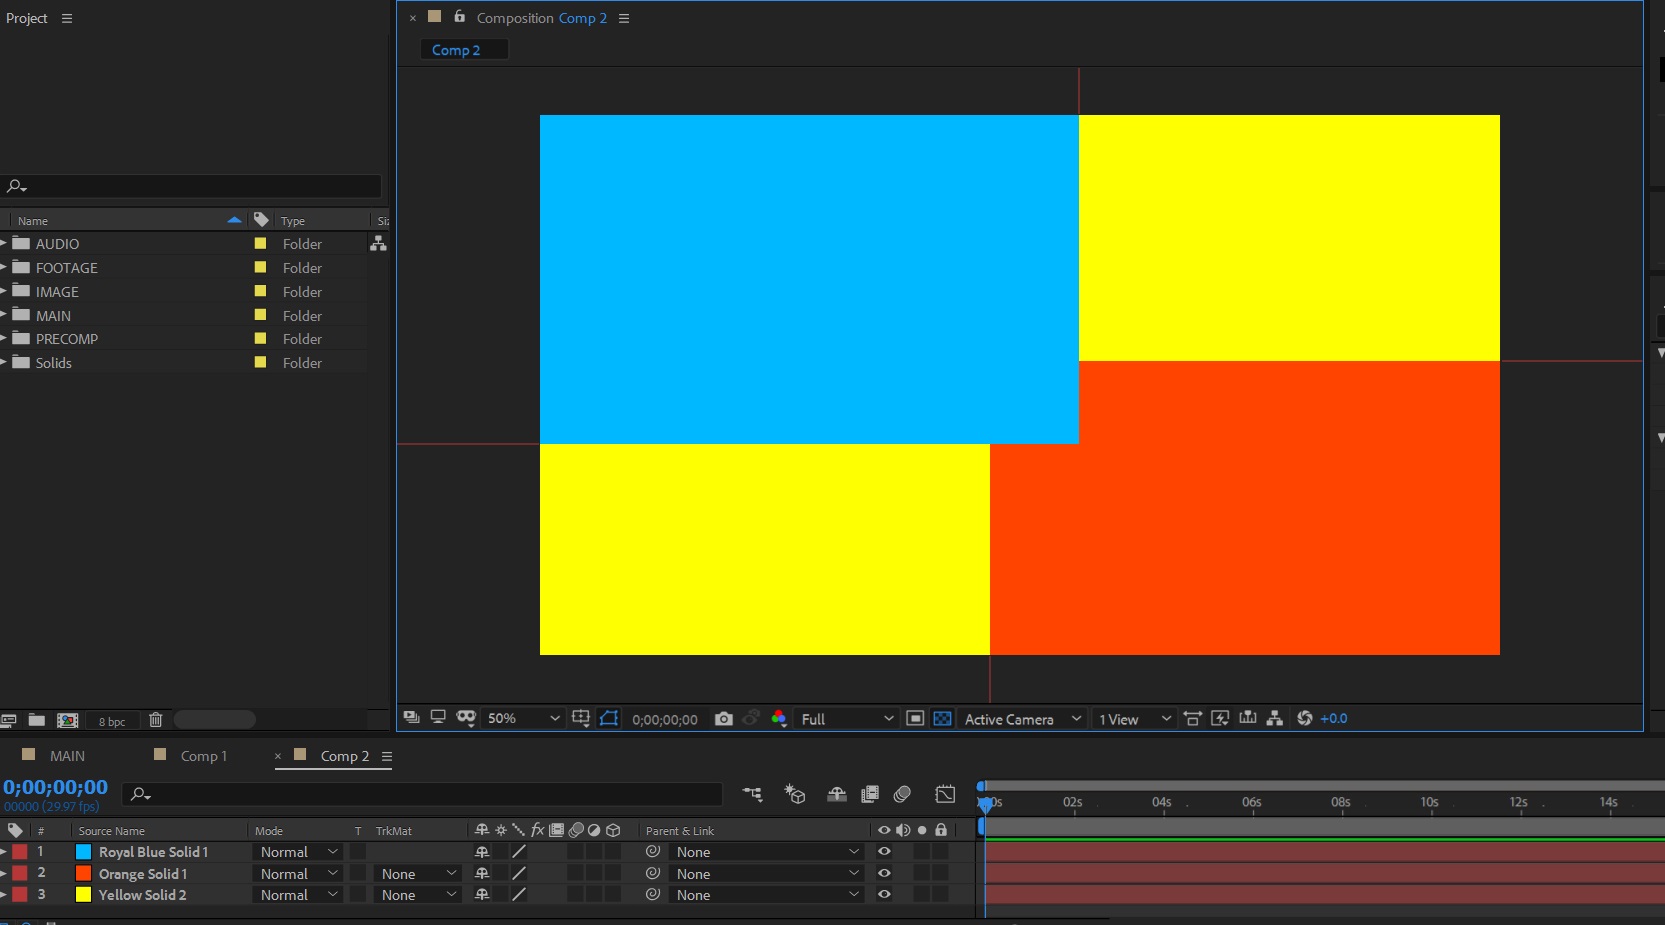 Project
Composition Comp 2
Comp 2
Name Type Siz
AUDIO Folder
FOOTAGE Folder
IMAGE Folder
MAIN Folder
PRECOMP Folder
Solids Folder
8 bpc
50% 0;00;00;00 Full Active Camera 1 View +0.0
MAIN Comp 1 Comp 2
0;00;00;00
00000 (29.97 fps)
02s 04s 06s 08s 10s 12s 14s
# Source Name Mode T TrkMat fx Parent & Link
1 Royal Blue Solid 1 Normal None
2 Orange Solid 1 Normal None None
3 Yellow Solid 2 Normal None None